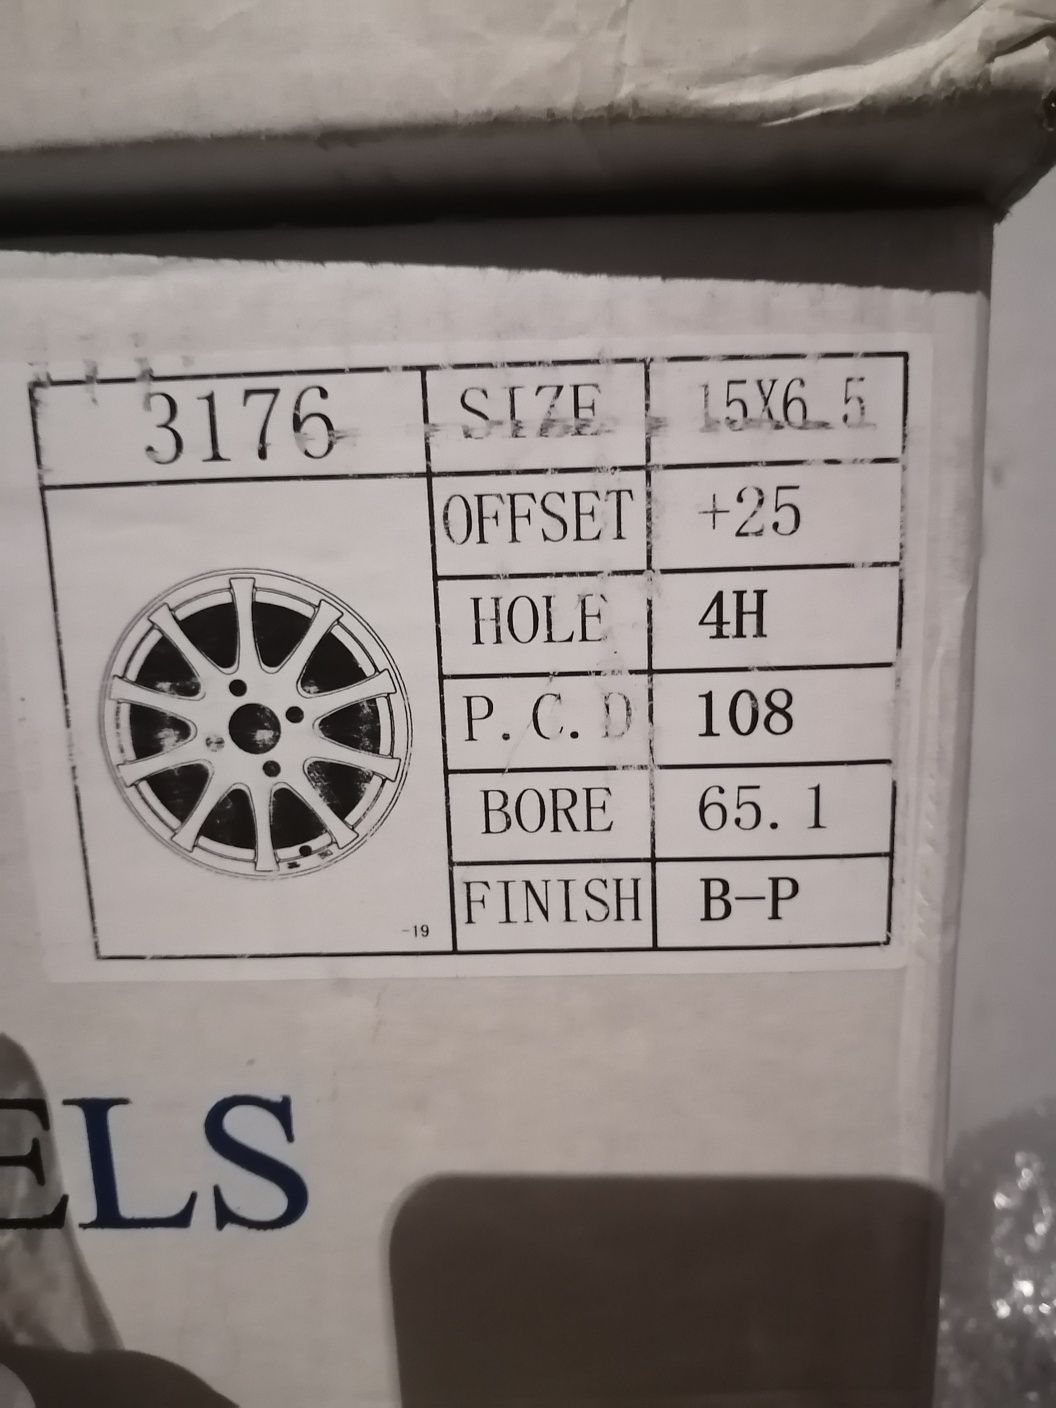 3176 SIZE 15X6.5
OFFSET +25
HOLE 4H
P.C.D 108
BORE 65.1
FINISH B-P
-19
ELS